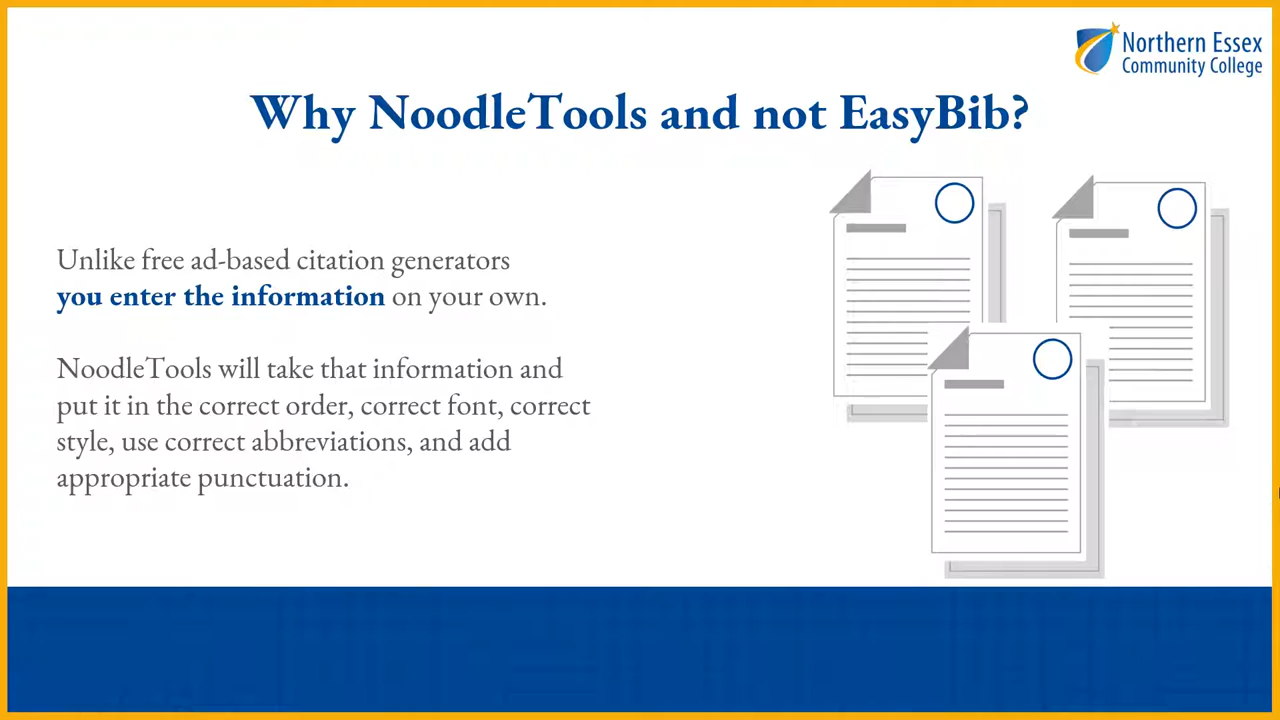 Northern Essex
Community College
Why NoodleTools and not EasyBib?
Unlike free ad-based citation generators
you enter the information on your own.
NoodleTools will take that information and
put it in the correct order, correct font, correct
style, use correct abbreviations, and add
appropriate punctuation.